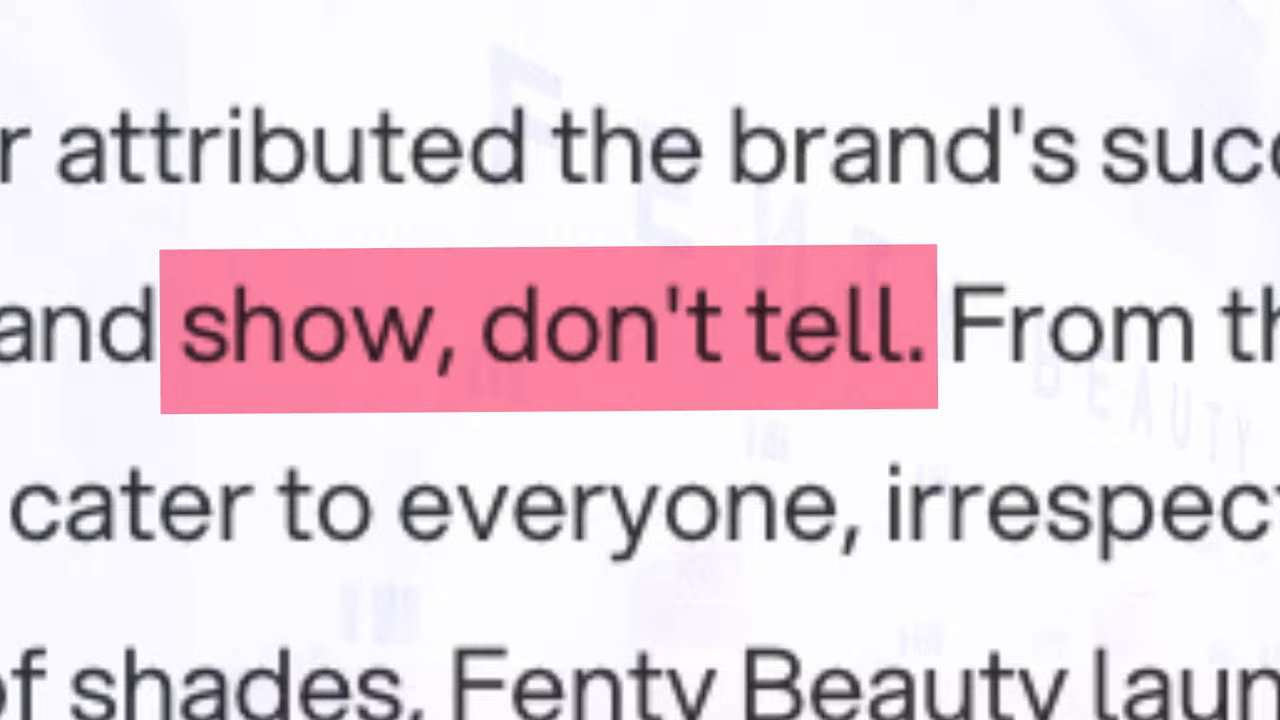 r attributed the brand's succ
and show, don't tell. From th
cater to everyone, irrespect
of shades, Fenty Beauty laun
BEAUTY